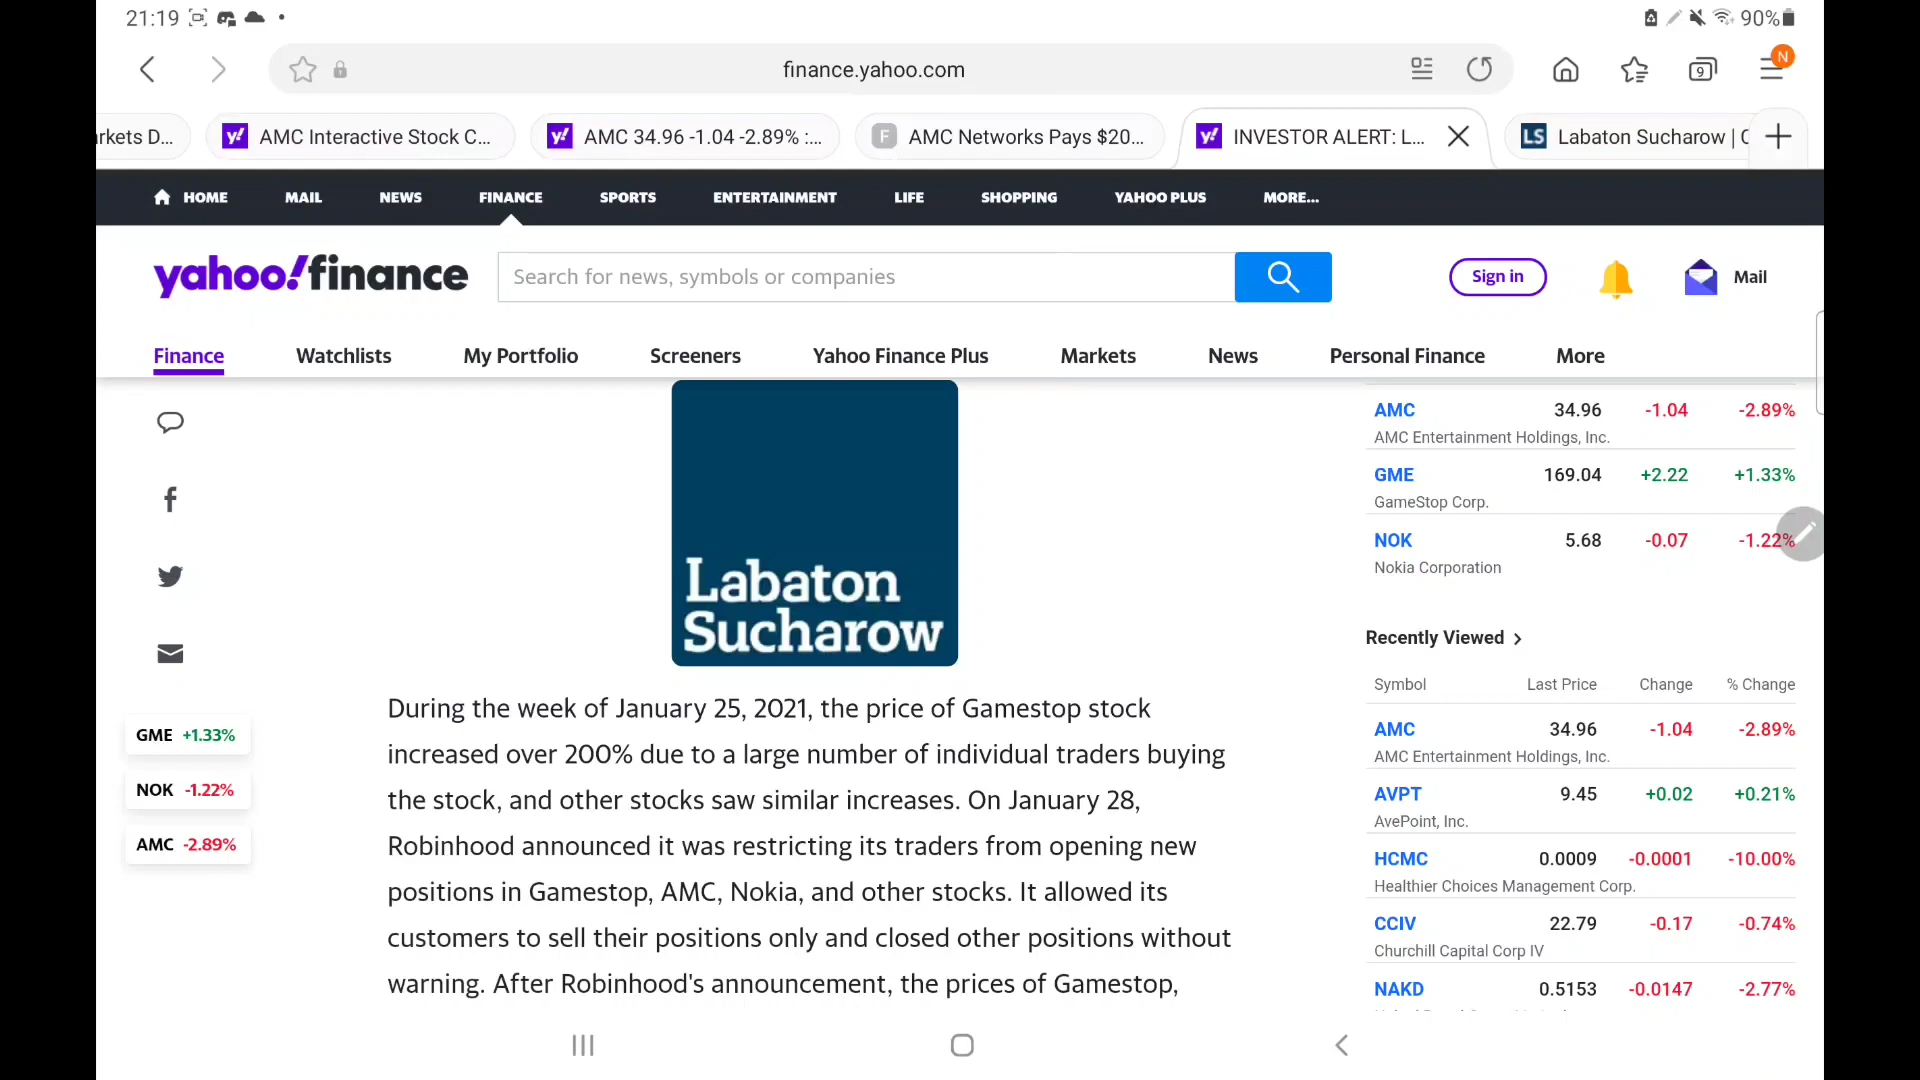 21:19
90%
finance.yahoo.com
9
N
rkets D...
y! AMC Interactive Stock C...
y! AMC 34.96 -1.04 -2.89% :...
F AMC Networks Pays $20...
y! INVESTOR ALERT: L...
LS Labaton Sucharow | C
HOME MAIL NEWS FINANCE SPORTS ENTERTAINMENT LIFE SHOPPING YAHOO PLUS MORE...
yahoo!finance
Search for news, symbols or companies
Sign in
Mail
Finance Watchlists My Portfolio Screeners Yahoo Finance Plus Markets News Personal Finance More
Labaton
Sucharow
During the week of January 25, 2021, the price of Gamestop stock
increased over 200% due to a large number of individual traders buying
the stock, and other stocks saw similar increases. On January 28,
Robinhood announced it was restricting its traders from opening new
positions in Gamestop, AMC, Nokia, and other stocks. It allowed its
customers to sell their positions only and closed other positions without
warning. After Robinhood's announcement, the prices of Gamestop,
GME +1.33%
NOK -1.22%
AMC -2.89%
AMC 34.96 -1.04 -2.89%
AMC Entertainment Holdings, Inc.
GME 169.04 +2.22 +1.33%
GameStop Corp.
NOK 5.68 -0.07 -1.22%
Nokia Corporation
Recently Viewed
Symbol Last Price Change % Change
AMC 34.96 -1.04 -2.89%
AMC Entertainment Holdings, Inc.
AVPT 9.45 +0.02 +0.21%
AvePoint, Inc.
HCMC 0.0009 -0.0001 -10.00%
Healthier Choices Management Corp.
CCIV 22.79 -0.17 -0.74%
Churchill Capital Corp IV
NAKD 0.5153 -0.0147 -2.77%